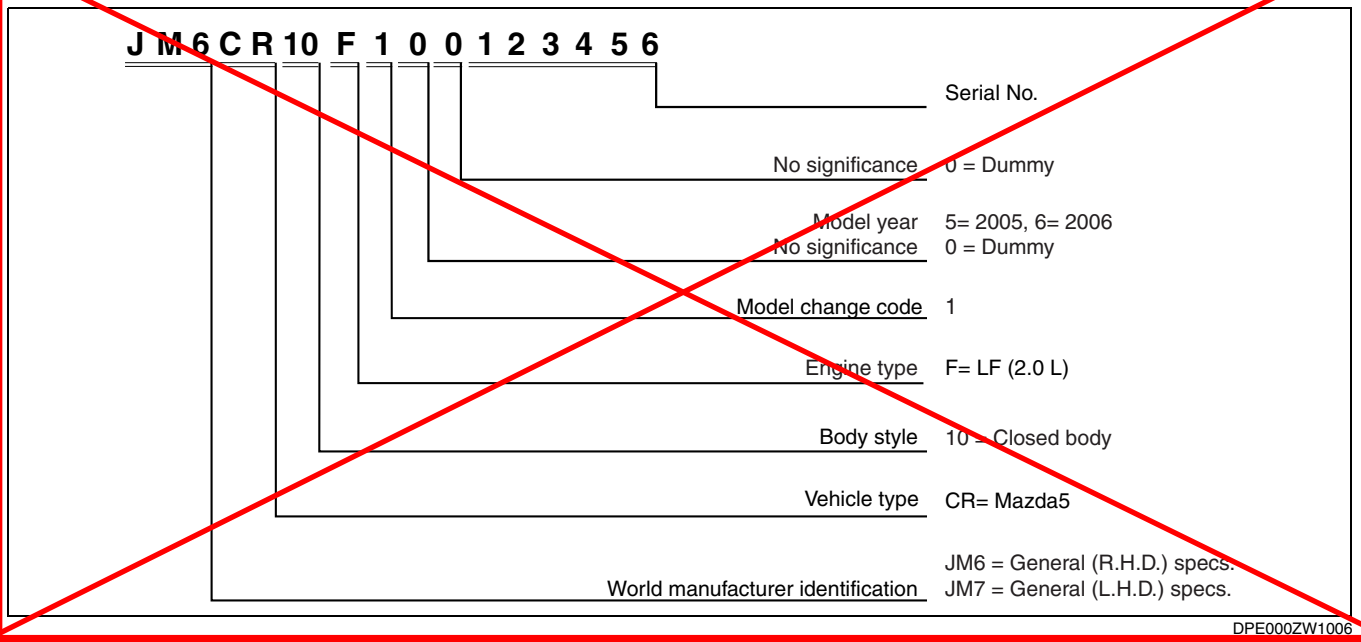 J M 6 C R 10 F 1 0 0 1 2 3 4 5 6
Serial No.
No significance 0 = Dummy
Model year 5= 2005, 6= 2006
No significance 0 = Dummy
Model change code 1
Engine type F= LF (2.0 L)
Body style 10 = Closed body
Vehicle type CR= Mazda5
JM6 = General (R.H.D.) specs.
World manufacturer identification JM7 = General (L.H.D.) specs.
DPE000ZW1006